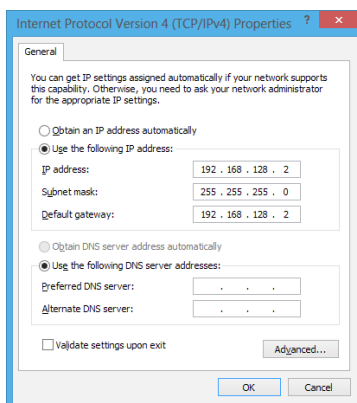 Internet Protocol Version 4 (TCP/IPv4) Properties ? ×
General
You can get IP settings assigned automatically if your network supports
this capability. Otherwise, you need to ask your network administrator
for the appropriate IP settings.
Obtain an IP address automatically
Use the following IP address:
IP address: 192 . 168 . 128 . 2
Subnet mask: 255 . 255 . 255 . 0
Default gateway: 192 . 168 . 128 . 2
Obtain DNS server address automatically
Use the following DNS server addresses:
Preferred DNS server: . . .
Alternate DNS server: . . .
Validate settings upon exit
Advanced...
OK Cancel